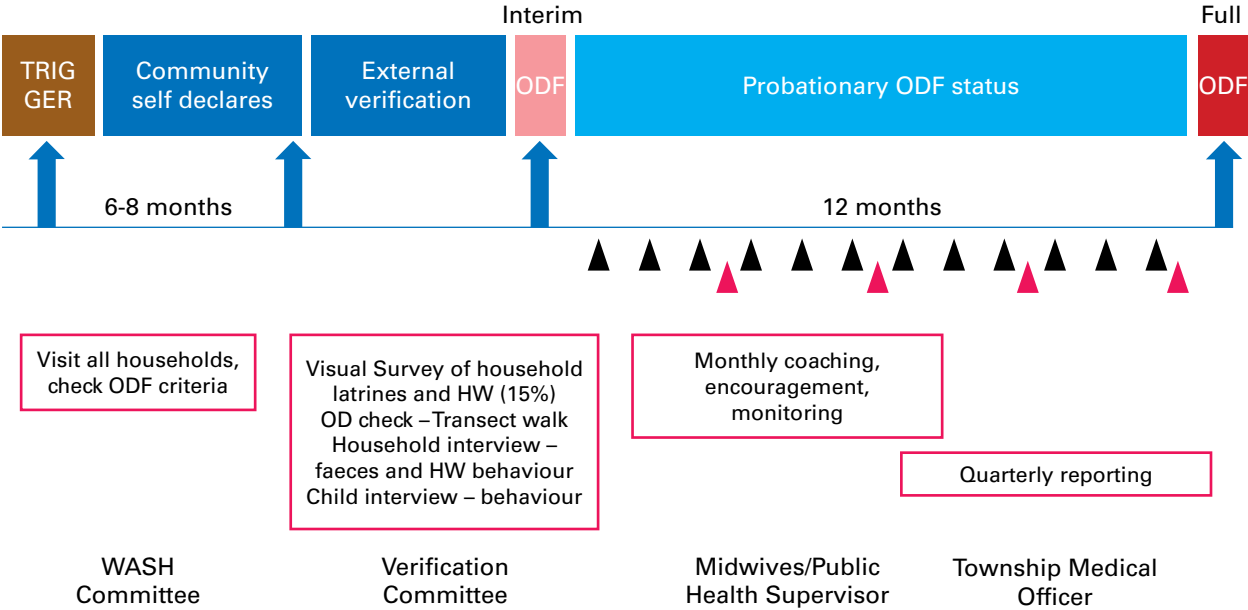 Interim
Full
TRIG
GER
Community
self declares
External
verification
ODF
Probationary ODF status
ODF
6-8 months
12 months
Visit all households,
check ODF criteria
Visual Survey of household
latrines and HW (15%)
OD check – Transect walk
Household interview –
faeces and HW behaviour
Child interview – behaviour
Monthly coaching,
encouragement,
monitoring
Quarterly reporting
WASH
Committee
Verification
Committee
Midwives/Public
Health Supervisor
Township Medical
Officer